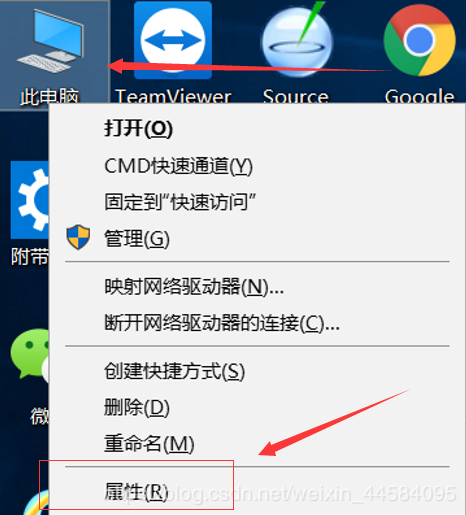 此电脑
TeamViewer
Source
Google
打开(O)
CMD快速通道(Y)
固定到“快速访问”
管理(G)
附带
映射网络驱动器(N)...
断开网络驱动器的连接(C)...
创建快捷方式(S)
删除(D)
微
重命名(M)
属性(R)
https://blog.csdn.net/weixin_44584095